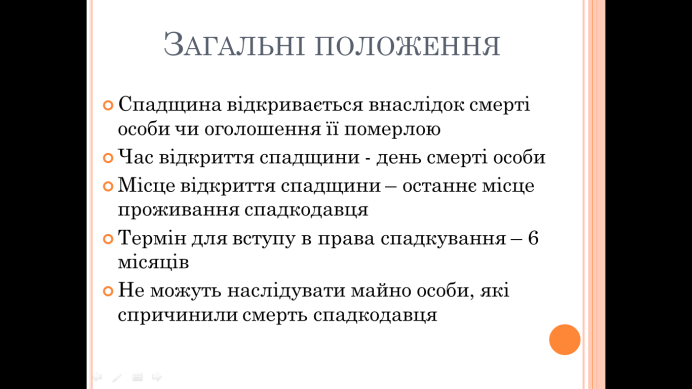 Загальні положення
Спадщина відкривається внаслідок смерті
особи чи оголошення її померлою
Час відкриття спадщини - день смерті особи
Місце відкриття спадщини – останнє місце
проживання спадкодавця
Термін для вступу в права спадкування – 6
місяців
Не можуть наслідувати майно особи, які
спричинили смерть спадкодавця